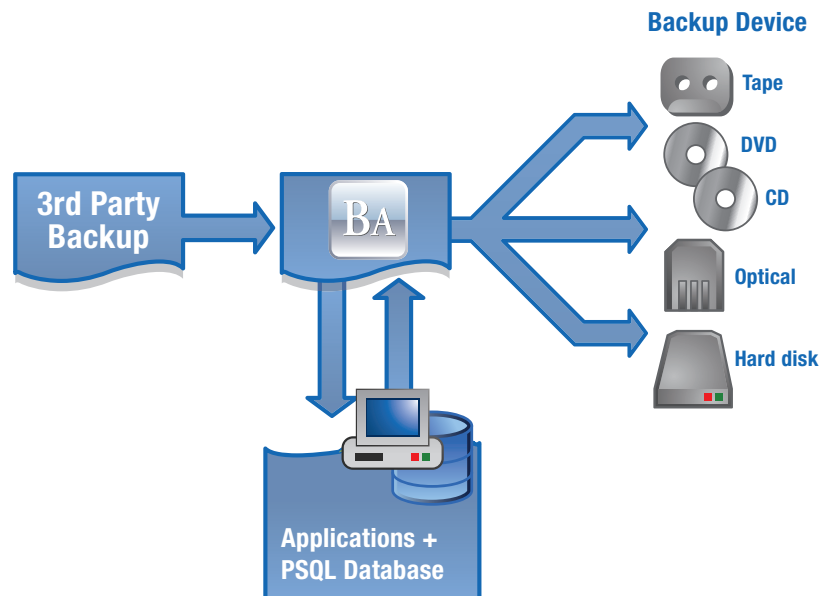 Backup Device
Tape
DVD
CD
3rd Party
Backup
BA
Optical
Hard disk
Applications +
PSQL Database